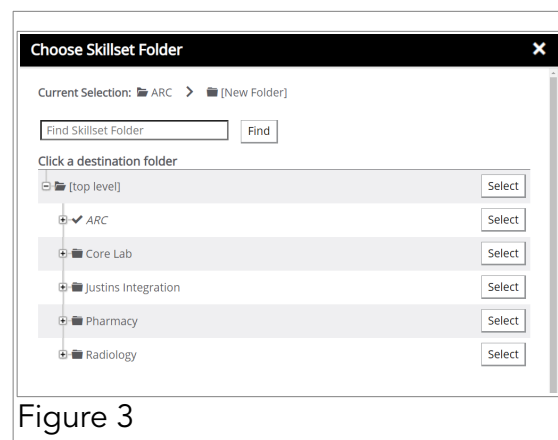 Choose Skillset Folder
Current Selection: ARC > [New Folder]
Find Skillset Folder Find
Click a destination folder
[top level] Select
ARC Select
Core Lab Select
Justins Integration Select
Pharmacy Select
Radiology Select
Figure 3